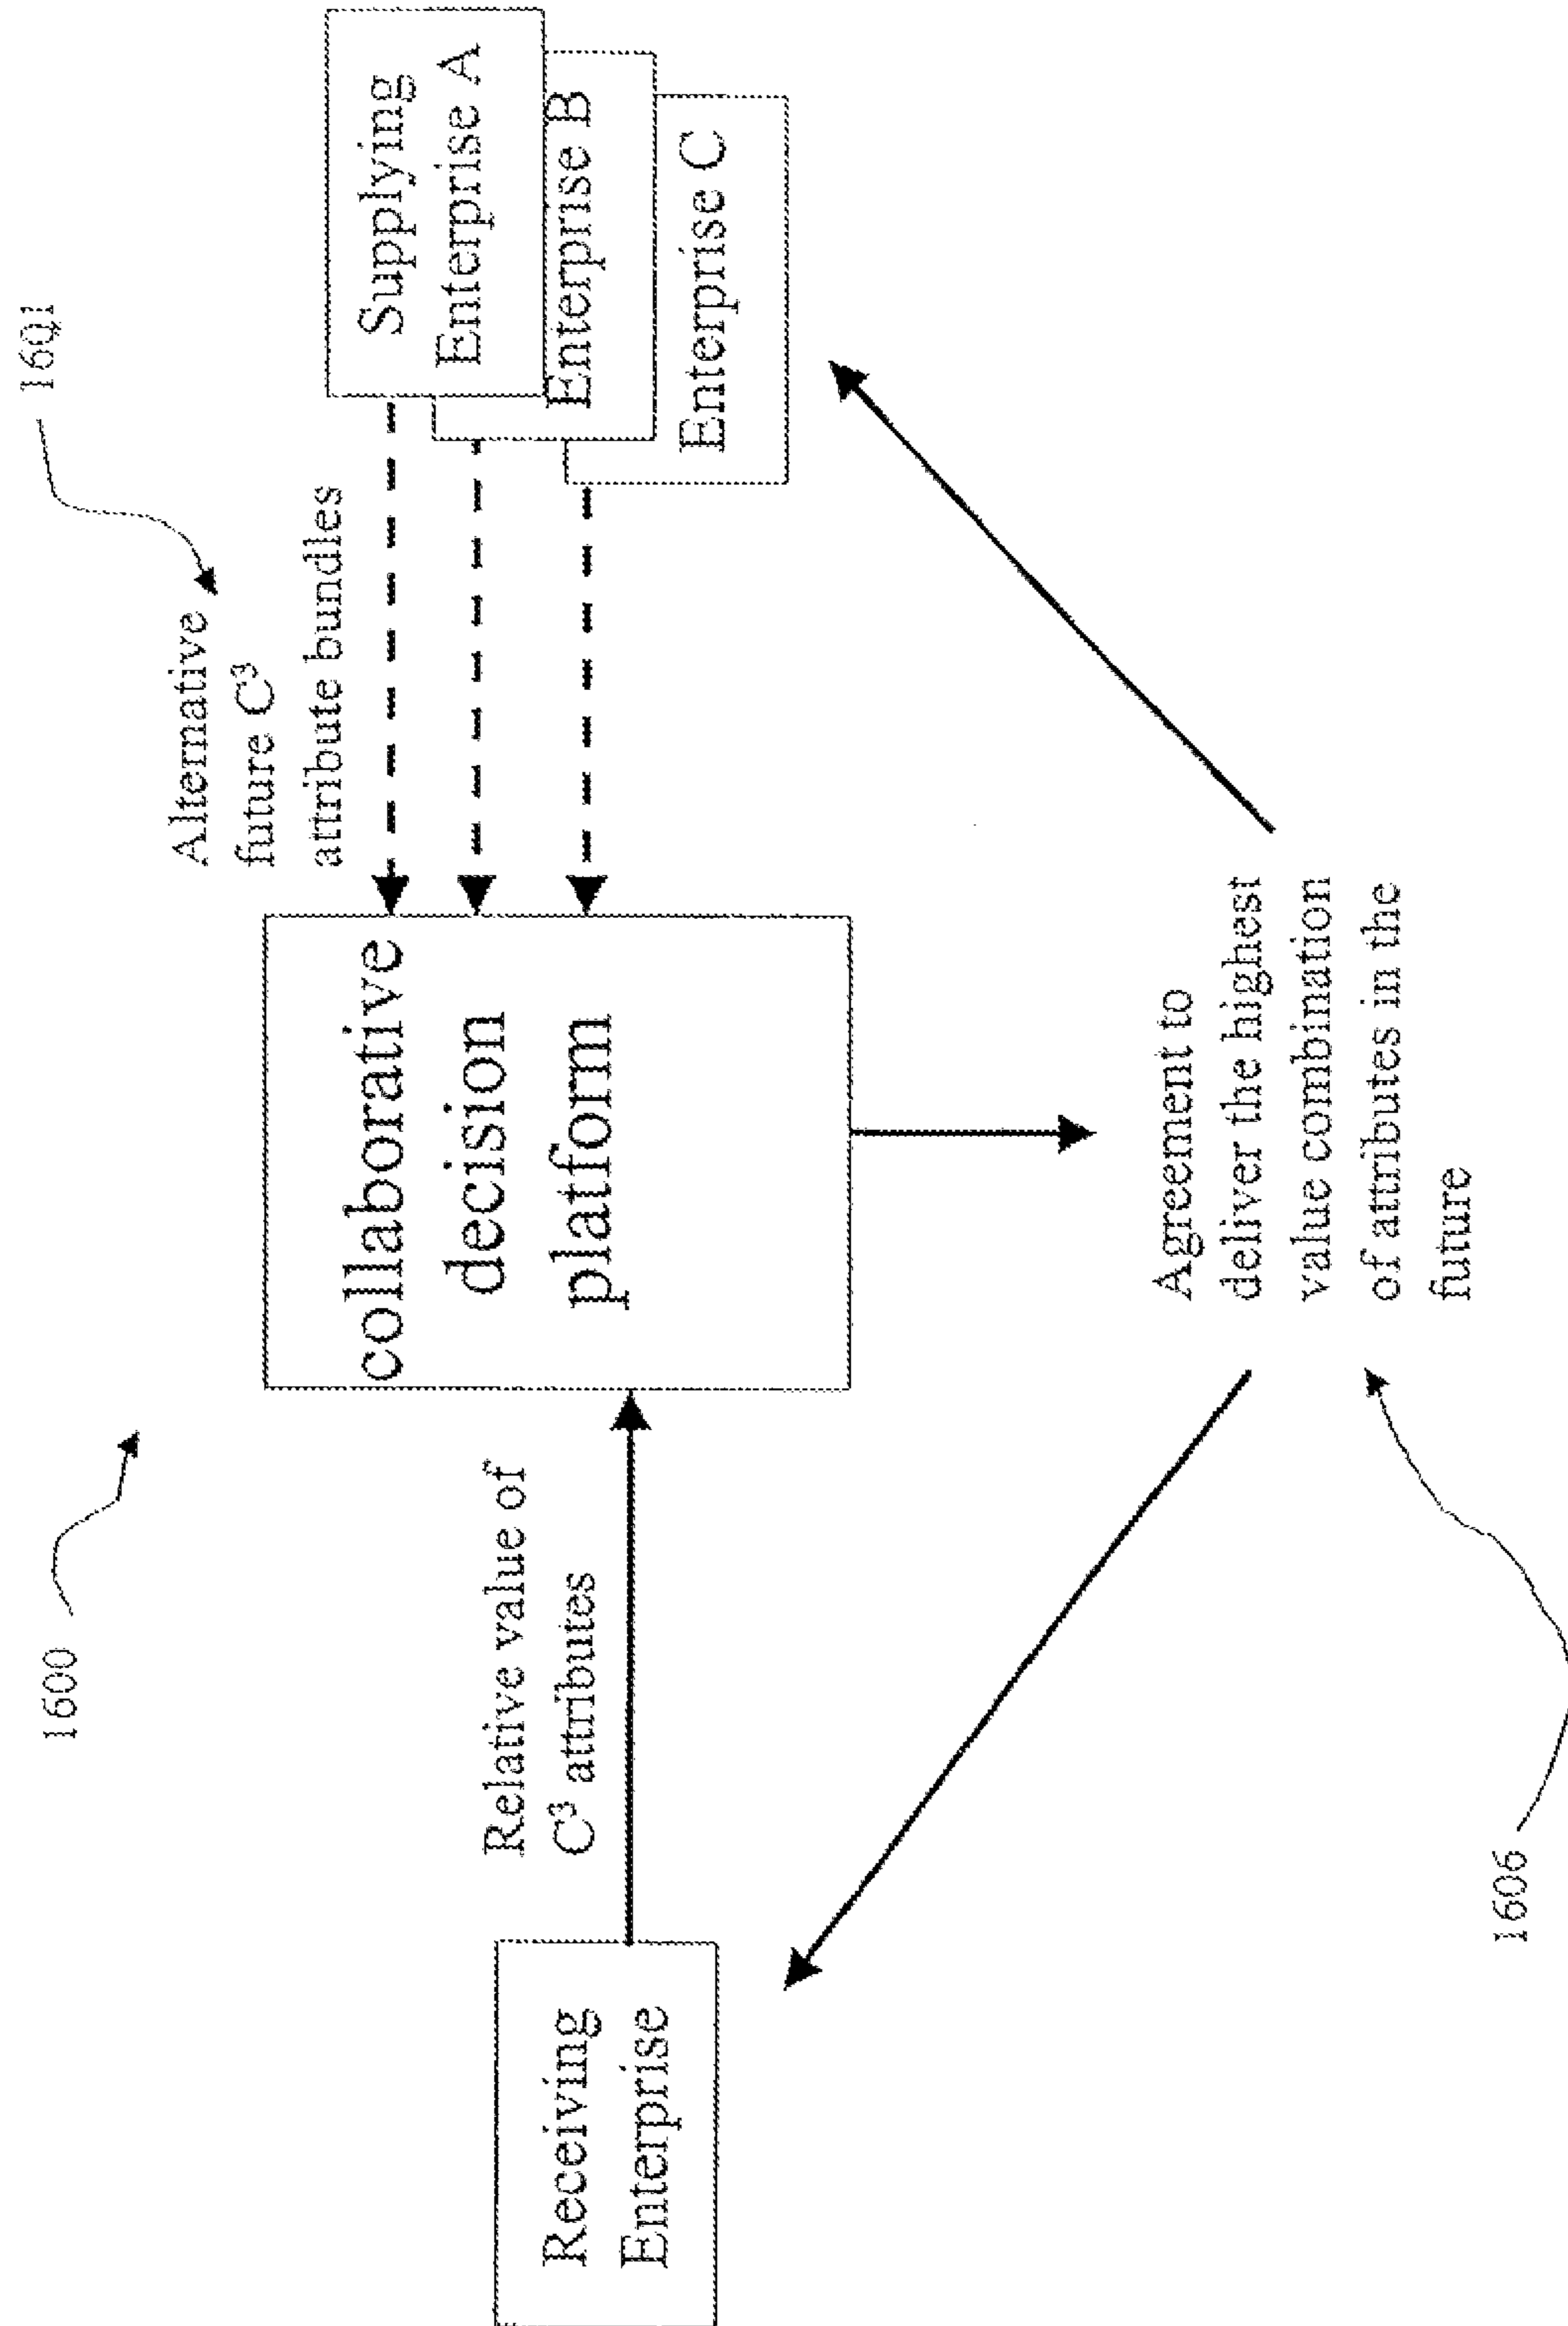 1600
1601
Alternative
future C³
attribute bundles
Receiving
Enterprise
Relative value of
C³ attributes
collaborative
decision
platform
Supplying
Enterprise A
Enterprise B
Enterprise C
Agreement to
deliver the highest
value combination
of attributes in the
future
1606